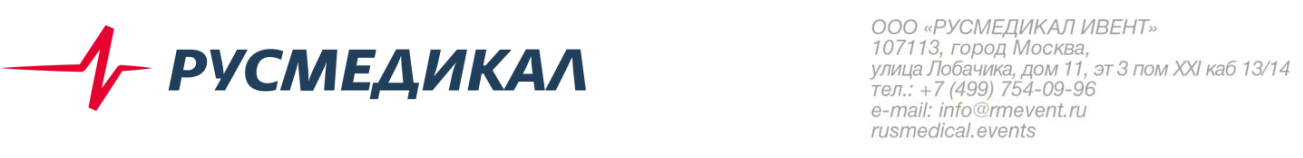 РУСМЕДИКАЛ
ООО «РУСМЕДИКАЛ ИВЕНТ»
107113, город Москва,
улица Лобачика, дом 11, эт 3 пом XXI каб 13/14
тел.: +7 (499) 754-09-96
e-mail: info@rmevent.ru
rusmedical.events